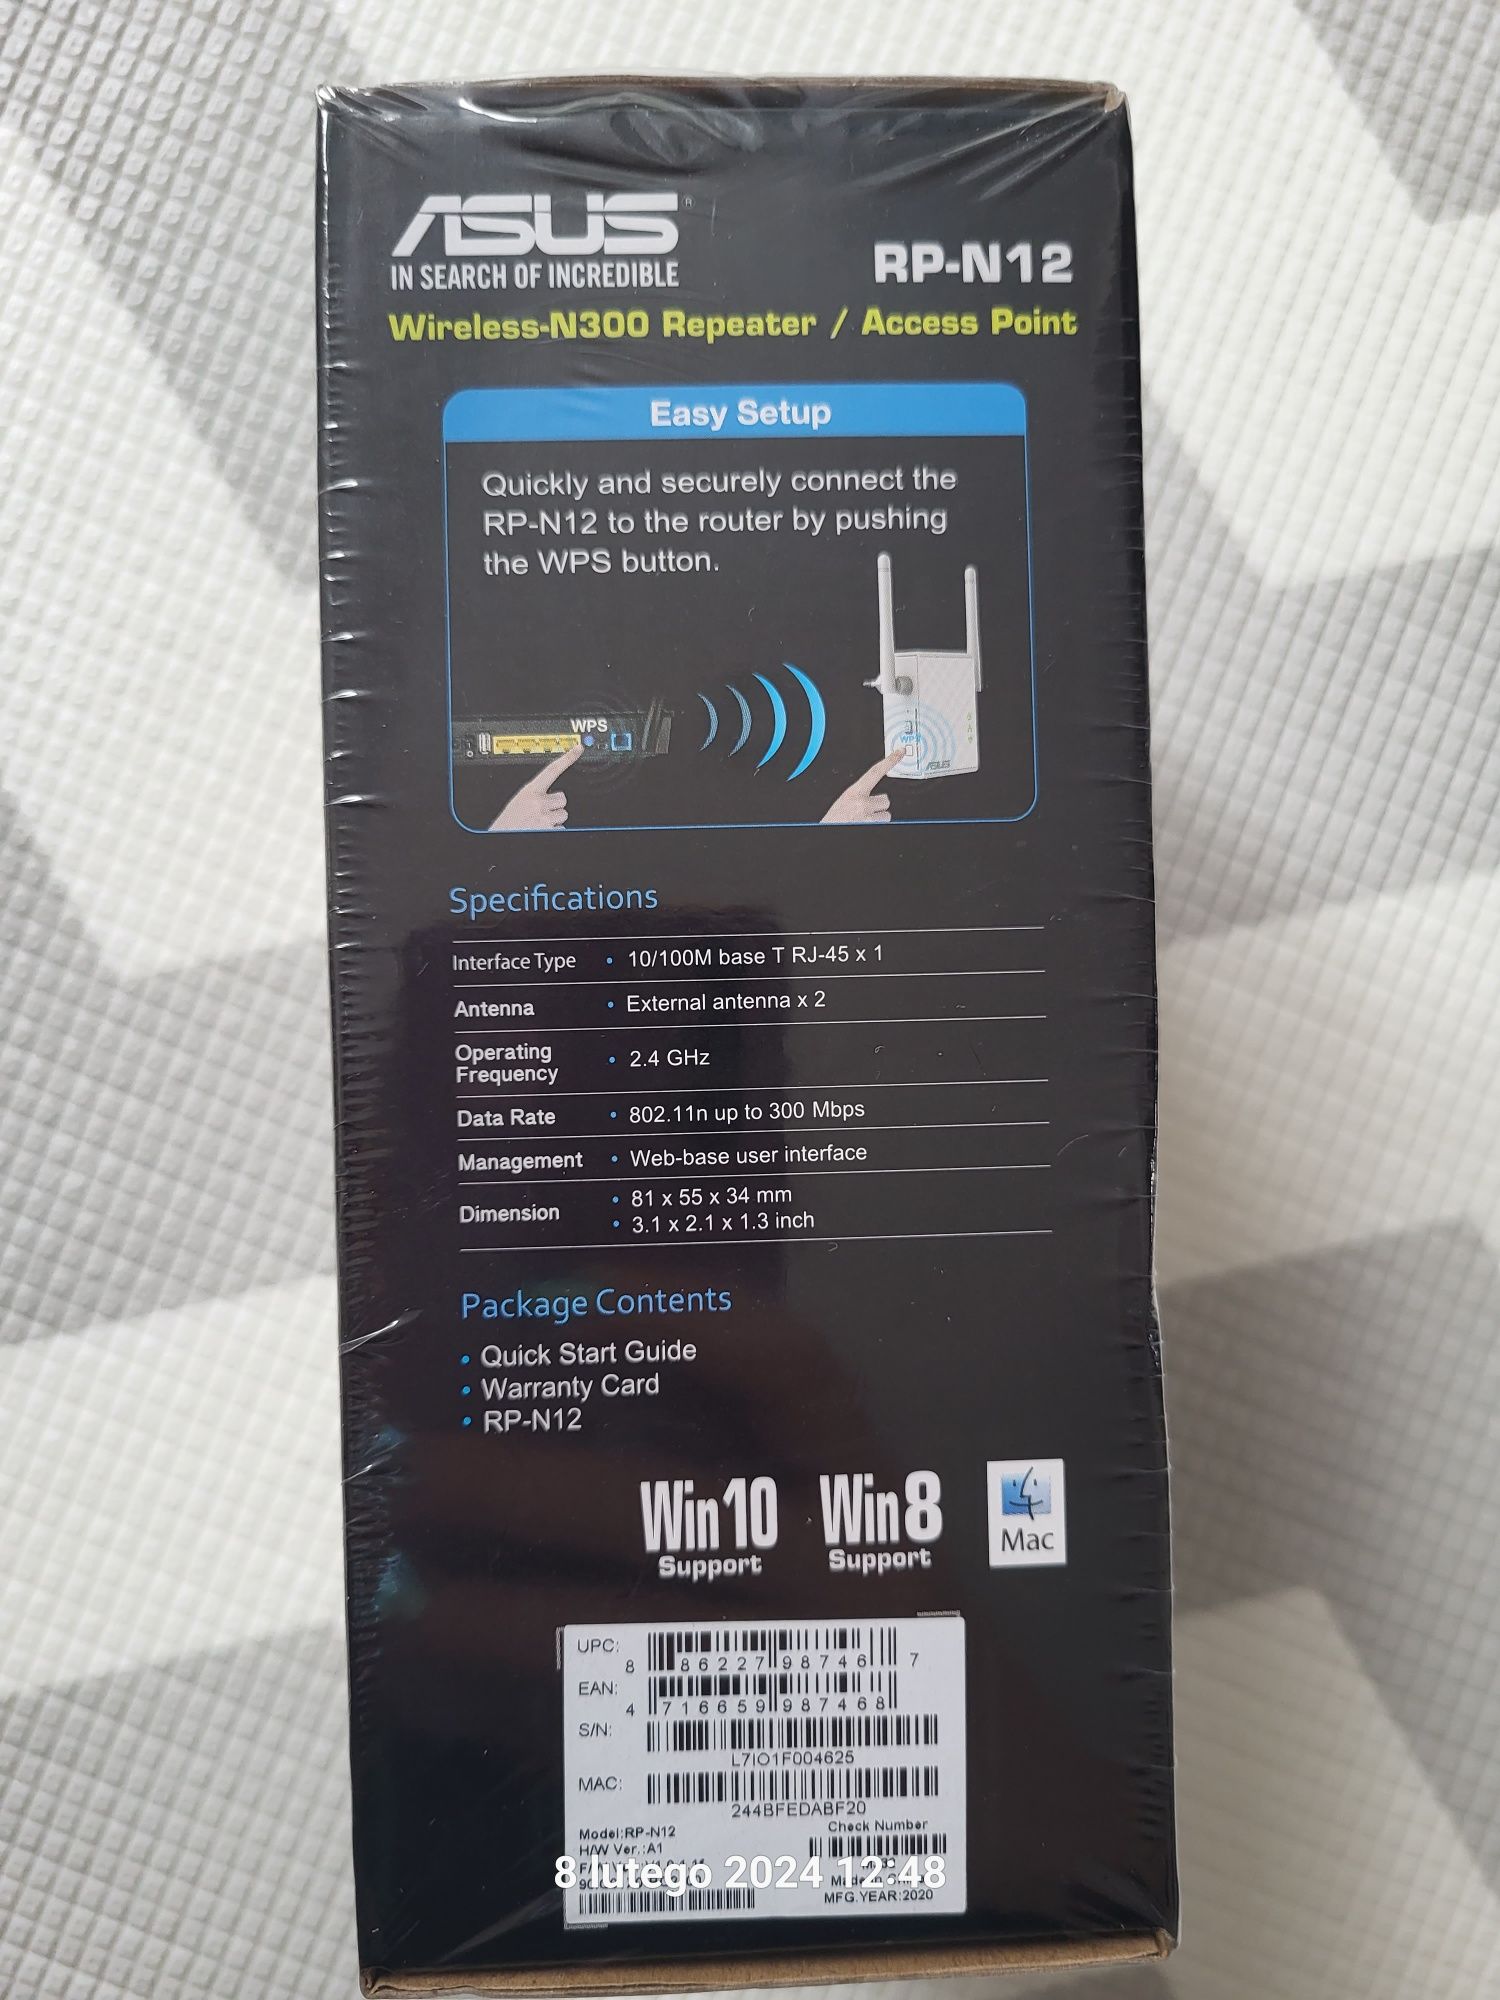 ASUS®
IN SEARCH OF INCREDIBLE
RP-N12
Wireless-N300 Repeater / Access Point
Easy Setup
Quickly and securely connect the
RP-N12 to the router by pushing
the WPS button.
WPS
WPS
ASUS
Specifications
Interface Type • 10/100M base T RJ-45 x 1
Antenna • External antenna x 2
Operating
Frequency • 2.4 GHz
Data Rate • 802.11n up to 300 Mbps
Management • Web-base user interface
Dimension • 81 x 55 x 34 mm
• 3.1 x 2.1 x 1.3 inch
Package Contents
• Quick Start Guide
• Warranty Card
• RP-N12
Win10
Support
Win8
Support
Mac
UPC: 8 86227 98746 7
EAN: 4 716659 987468
S/N:
L7IO1F004625
MAC:
244BFEDABF20
Model:RP-N12
H/W Ver.:A1
Check Number
8 lutego 2024 12:48
Made in
MFG.YEAR:2020